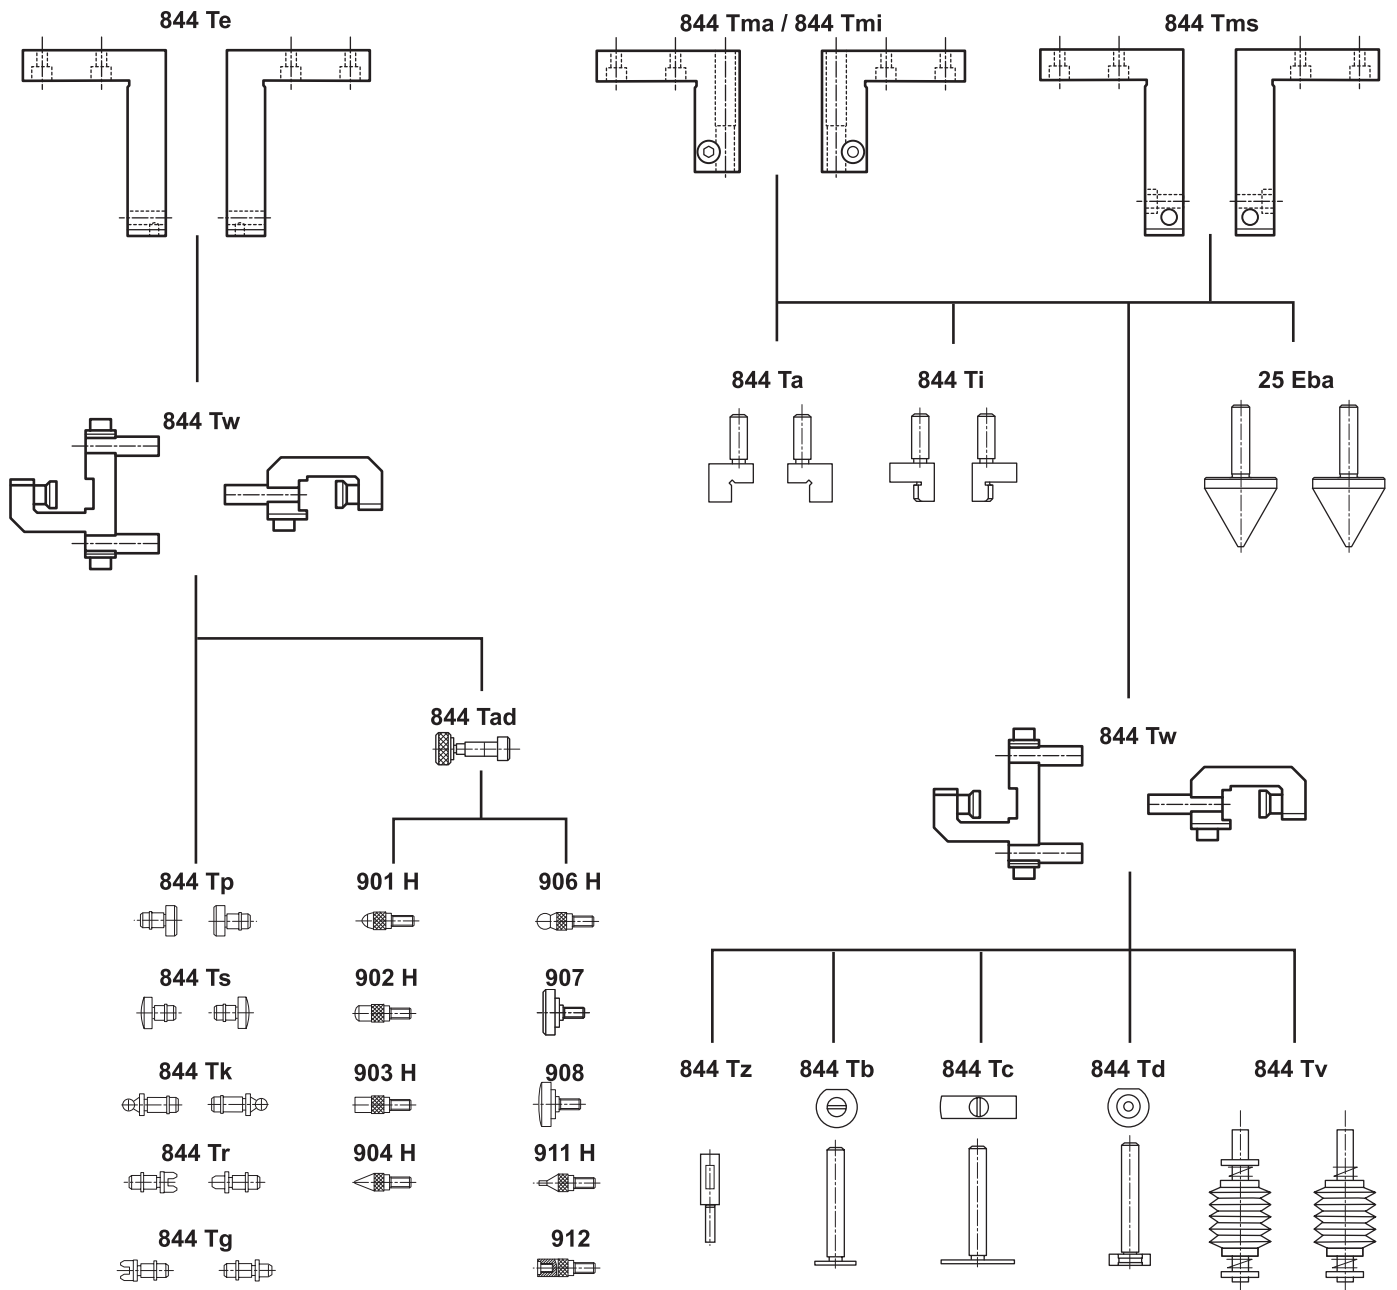 844 Te
844 Tma / 844 Tmi
844 Tms
844 Ta
844 Ti
25 Eba
844 Tw
844 Tad
844 Tw
844 Tp
901 H
906 H
844 Ts
902 H
907
844 Tk
903 H
908
844 Tz
844 Tb
844 Tc
844 Td
844 Tv
844 Tr
904 H
911 H
844 Tg
912